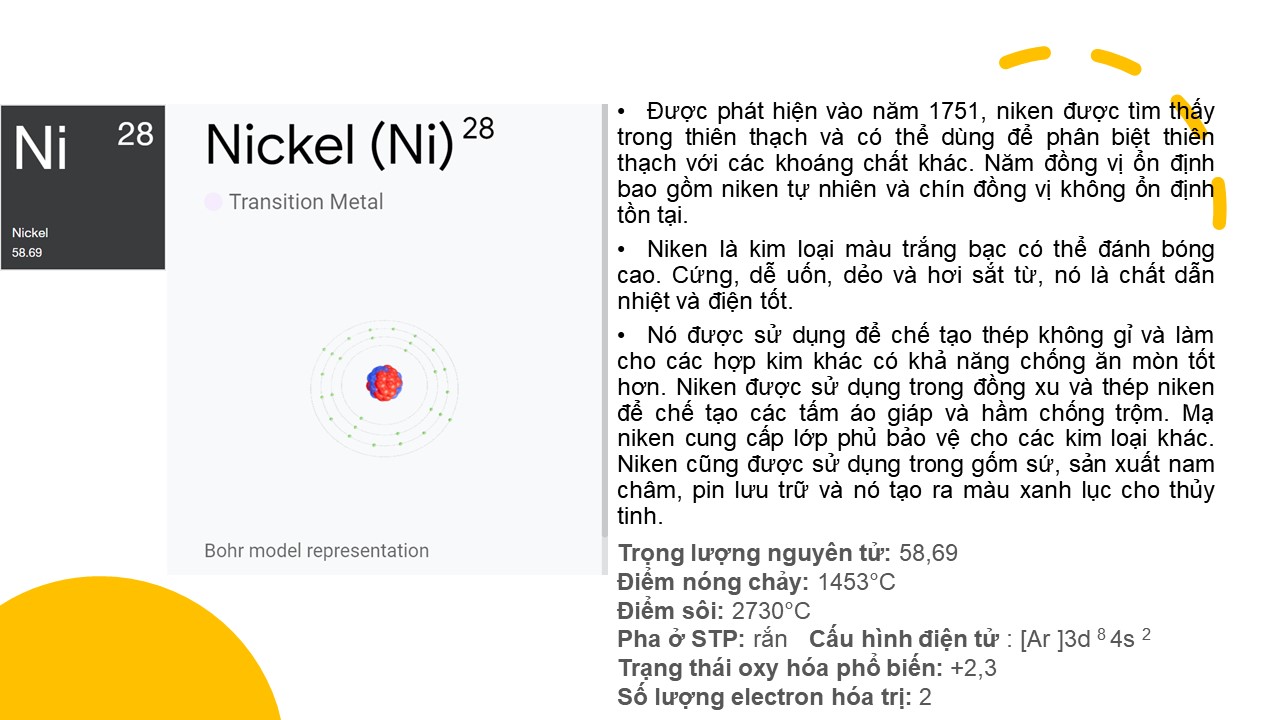 Ni 28
Nickel
58.69
Nickel (Ni) 28
Transition Metal
Bohr model representation
• Được phát hiện vào năm 1751, niken được tìm thấy
trong thiên thạch và có thể dùng để phân biệt thiên
thạch với các khoáng chất khác. Năm đồng vị ổn định
bao gồm niken tự nhiên và chín đồng vị không ổn định
tồn tại.
• Niken là kim loại màu trắng bạc có thể đánh bóng
cao. Cứng, dễ uốn, dẻo và hơi sắt từ, nó là chất dẫn
nhiệt và điện tốt.
• Nó được sử dụng để chế tạo thép không gỉ và làm
cho các hợp kim khác có khả năng chống ăn mòn tốt
hơn. Niken được sử dụng trong đồng xu và thép niken
để chế tạo các tấm áo giáp và hầm chống trộm. Mạ
niken cung cấp lớp phủ bảo vệ cho các kim loại khác.
Niken cũng được sử dụng trong gốm sứ, sản xuất nam
châm, pin lưu trữ và nó tạo ra màu xanh lục cho thủy
tinh.
Trọng lượng nguyên tử: 58,69
Điểm nóng chảy: 1453°C
Điểm sôi: 2730°C
Pha ở STP: rắn Cấu hình điện tử : [Ar ]3d 8 4s 2
Trạng thái oxy hóa phổ biến: +2,3
Số lượng electron hóa trị: 2